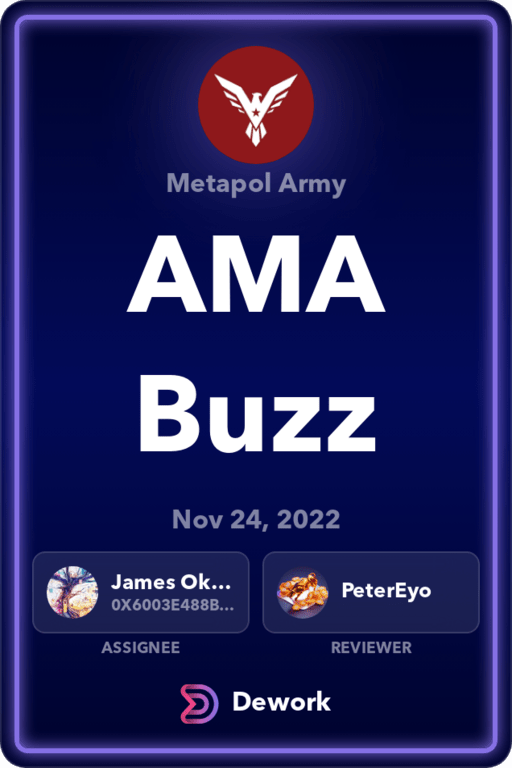 Metapol Army
AMA
Buzz
Nov 24, 2022
James Ok...
0X6003E488B...
PeterEyo
ASSIGNEE
REVIEWER
Dework